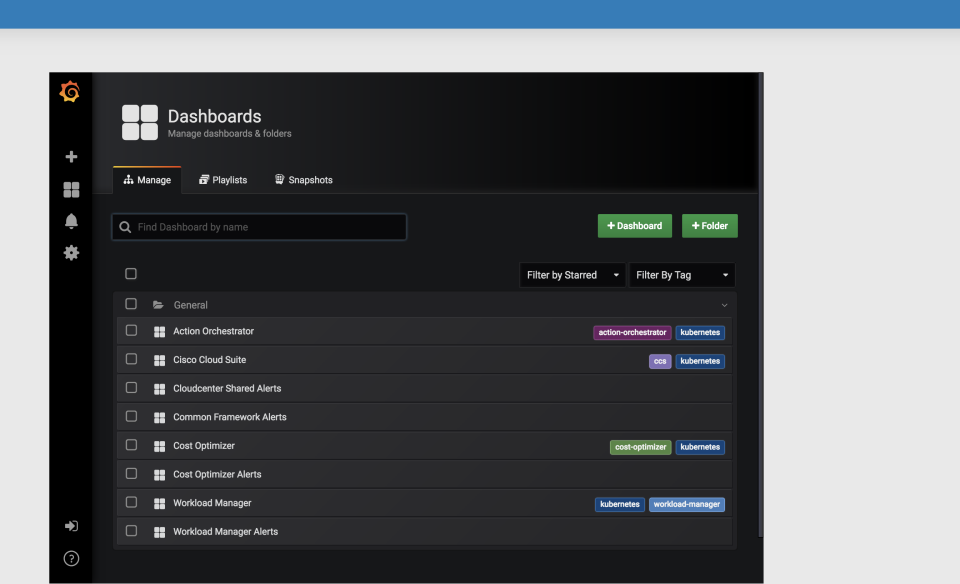 Dashboards
Manage dashboards & folders
Manage Playlists Snapshots
Find Dashboard by name + Dashboard + Folder
Filter by Starred Filter By Tag
General
Action Orchestrator action-orchestrator kubernetes
Cisco Cloud Suite ccs kubernetes
Cloudcenter Shared Alerts
Common Framework Alerts
Cost Optimizer cost-optimizer kubernetes
Cost Optimizer Alerts
Workload Manager kubernetes workload-manager
Workload Manager Alerts
?